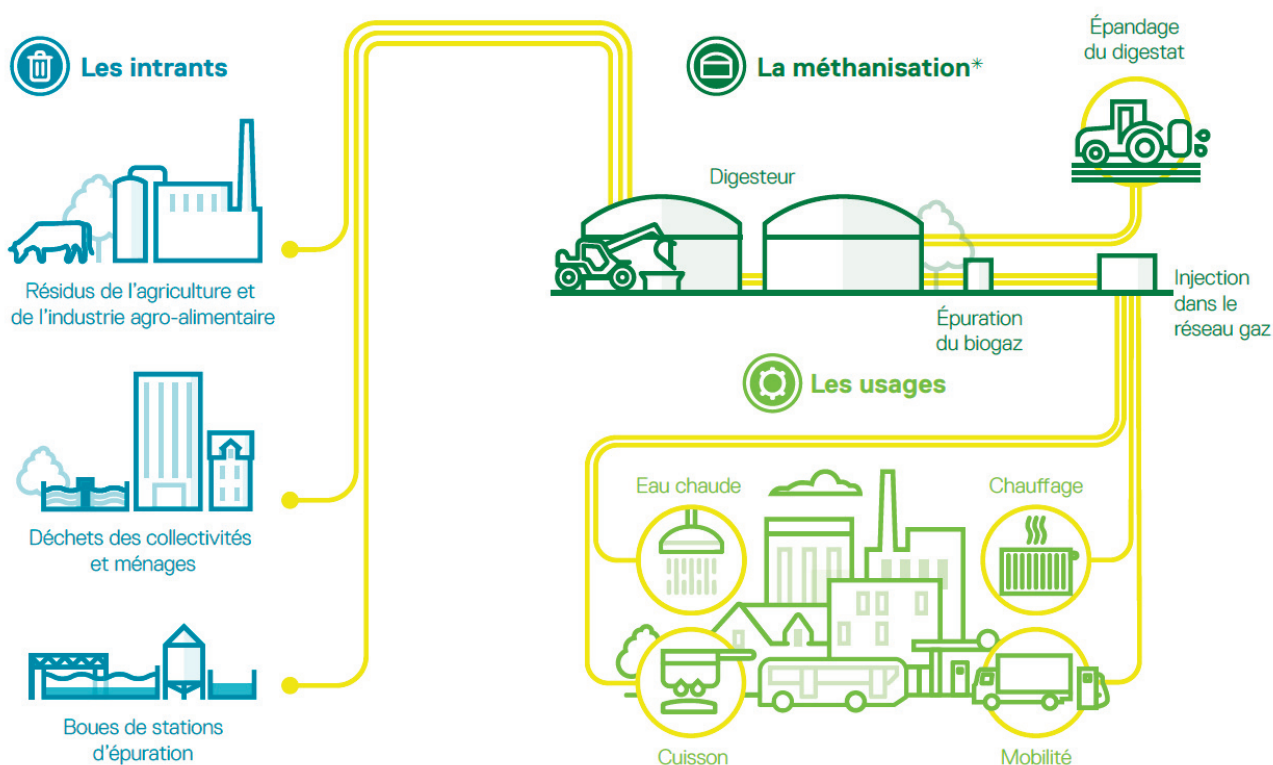 Les intrants
Résidus de l'agriculture et
de l'industrie agro-alimentaire
Déchets des collectivités
et ménages
Boues de stations
d'épuration
La méthanisation*
Digesteur
Épandage
du digestat
Épuration
du biogaz
Injection
dans le
réseau gaz
Les usages
Eau chaude
Chauffage
Cuisson
Mobilité